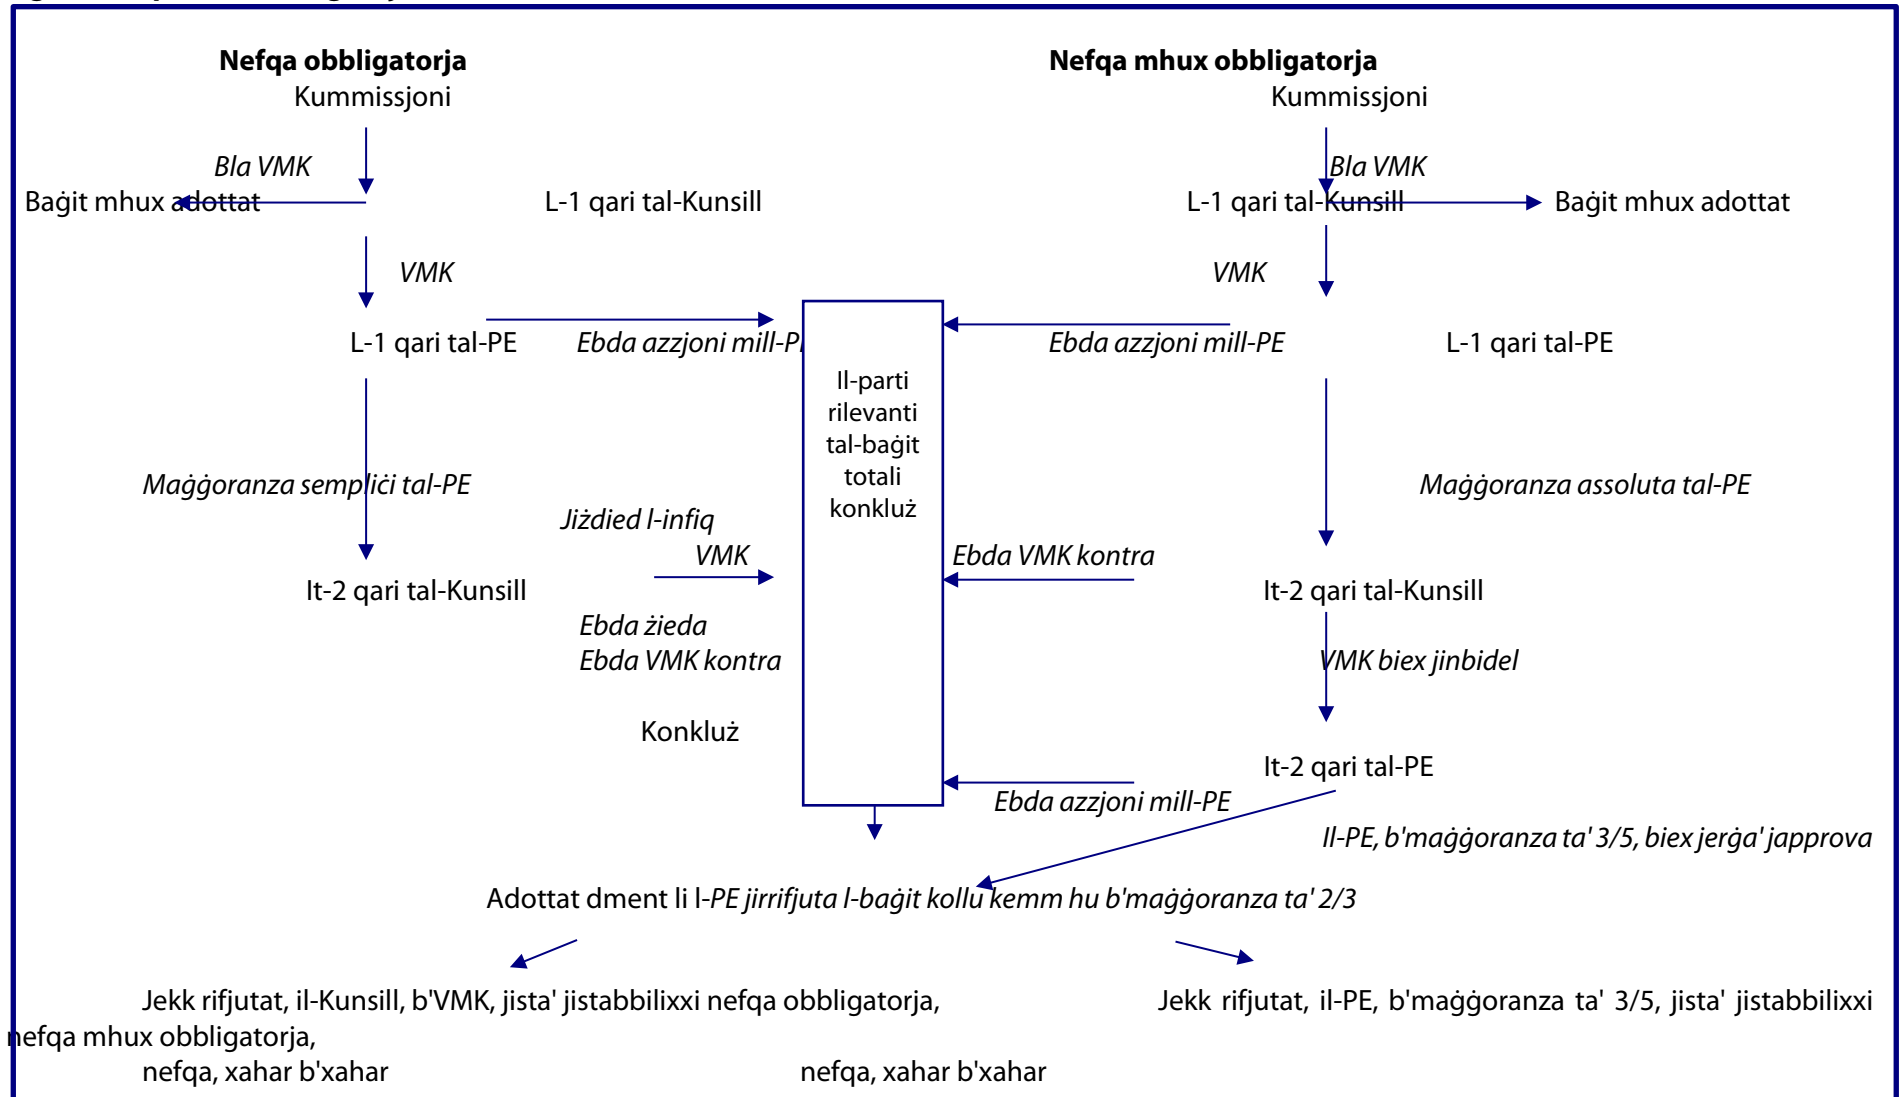 Nefqa obbligatorja Nefqa mhux obbligatorja
Kummissjoni Kummissjoni
Bla VMK Bla VMK
Baġit mhux adottat L-1 qari tal-Kunsill L-1 qari tal-Kunsill Baġit mhux adottat
VMK VMK
L-1 qari tal-PE Ebda azzjoni mill-PE Ebda azzjoni mill-PE L-1 qari tal-PE
Il-parti
rilevanti
tal-baġit
totali
konkluż
Maġġoranza sempliċi tal-PE Maġġoranza assoluta tal-PE
Jiżdied l-infiq
VMK Ebda VMK kontra
It-2 qari tal-Kunsill It-2 qari tal-Kunsill
Ebda żieda
Ebda VMK kontra VMK biex jinbidel
Konkluż
It-2 qari tal-PE
Ebda azzjoni mill-PE
Il-PE, b'maġġoranza ta' 3/5, biex jerġa' japprova
Adottat dment li l-PE jirrifjuta l-baġit kollu kemm hu b'maġġoranza ta' 2/3
Jekk rifjutat, il-Kunsill, b'VMK, jista' jistabbilixxi nefqa obbligatorja, Jekk rifjutat, il-PE, b'maġġoranza ta' 3/5, jista' jistabbilixxi
nefqa mhux obbligatorja,
nefqa, xahar b'xahar nefqa, xahar b'xahar